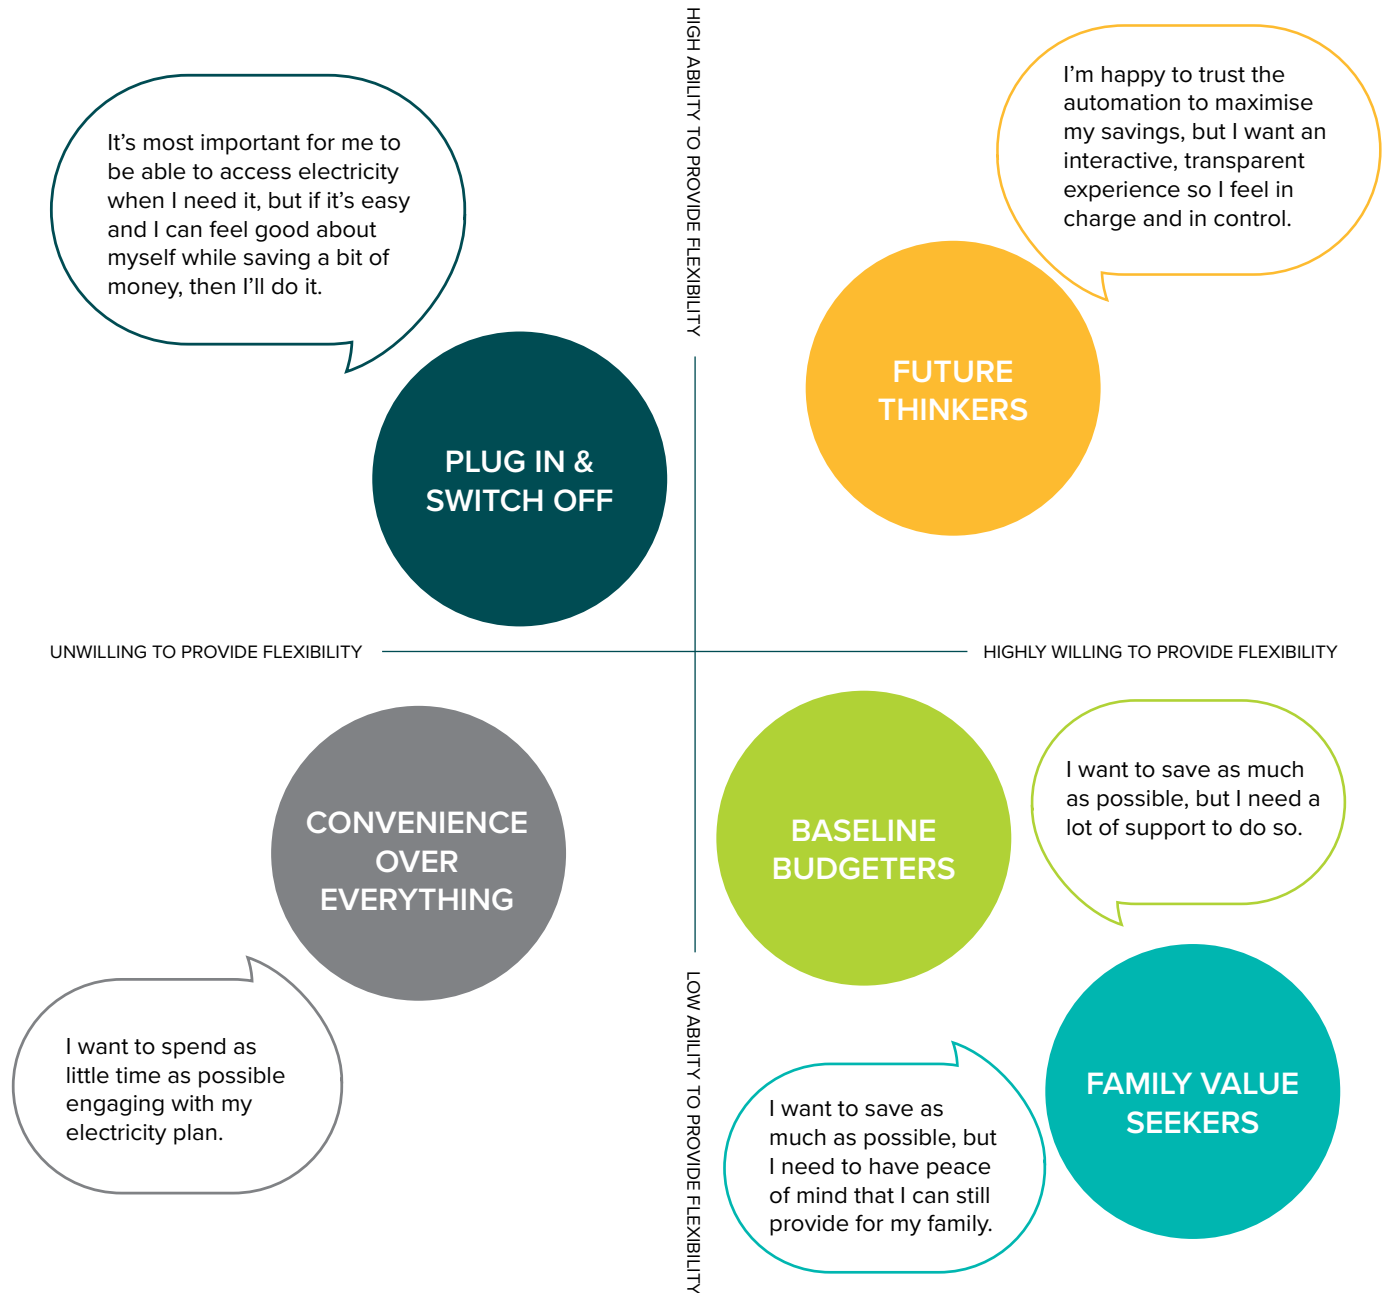 HIGH ABILITY TO PROVIDE FLEXIBILITY
It’s most important for me to
be able to access electricity
when I need it, but if it’s easy
and I can feel good about
myself while saving a bit of
money, then I’ll do it.
I’m happy to trust the
automation to maximise
my savings, but I want an
interactive, transparent
experience so I feel in
charge and in control.
PLUG IN &
SWITCH OFF
FUTURE
THINKERS
UNWILLING TO PROVIDE FLEXIBILITY
HIGHLY WILLING TO PROVIDE FLEXIBILITY
CONVENIENCE
OVER
EVERYTHING
I want to spend as
little time as possible
engaging with my
electricity plan.
BASELINE
BUDGETERS
I want to save as much
as possible, but I need a
lot of support to do so.
FAMILY VALUE
SEEKERS
I want to save as
much as possible, but
I need to have peace
of mind that I can still
provide for my family.
LOW ABILITY TO PROVIDE FLEXIBILITY